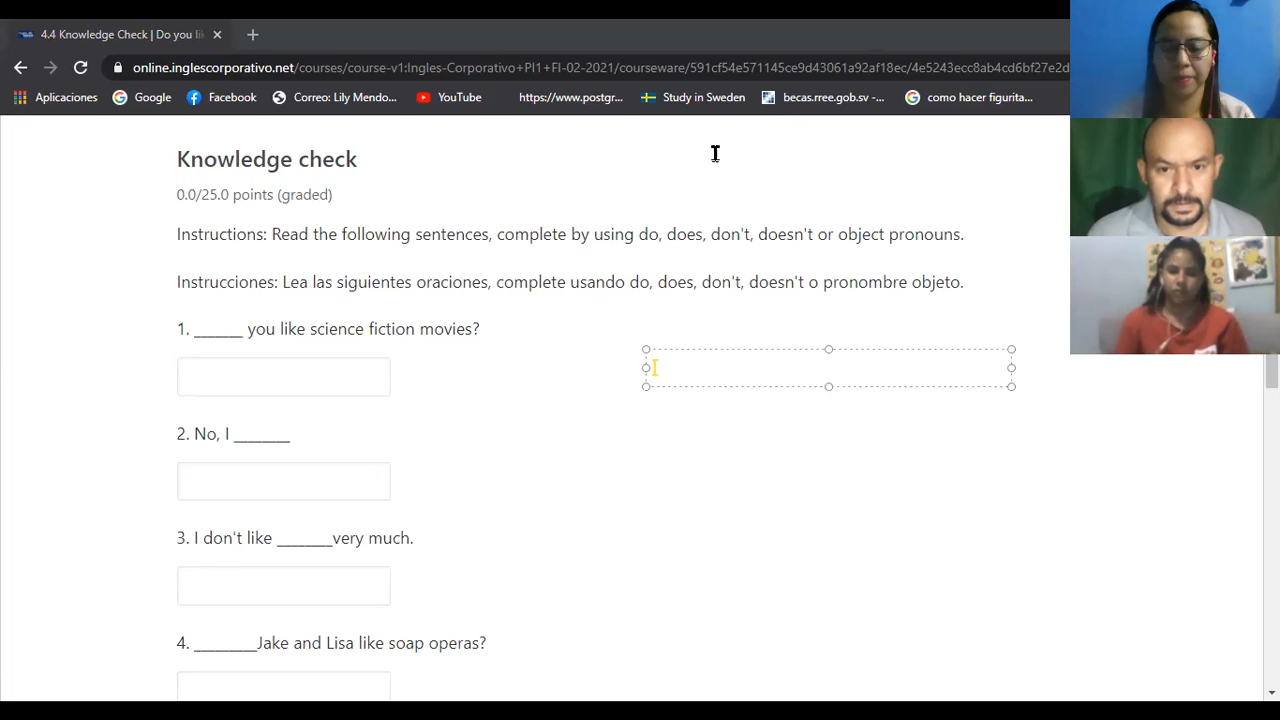 4.4 Knowledge Check | Do you lik
online.inglescorporativo.net/courses/course-v1:Ingles-Corporativo+PI1+FI-02-2021/courseware/591cf54e571145ce9d43061a92af18ec/4e5243ecc8ab4cd6bf27e2d
Aplicaciones Google Facebook Correo: Lily Mendo... YouTube https://www.postgr... Study in Sweden becas.ree.gob.sv -... como hacer figurita...
Knowledge check
0.0/25.0 points (graded)
Instructions: Read the following sentences, complete by using do, does, don't, doesn't or object pronouns.
Instrucciones: Lea las siguientes oraciones, complete usando do, does, don't, doesn't o pronombre objeto.
1. ______ you like science fiction movies?
2. No, I _______
3. I don't like _______very much.
4. ________Jake and Lisa like soap operas?